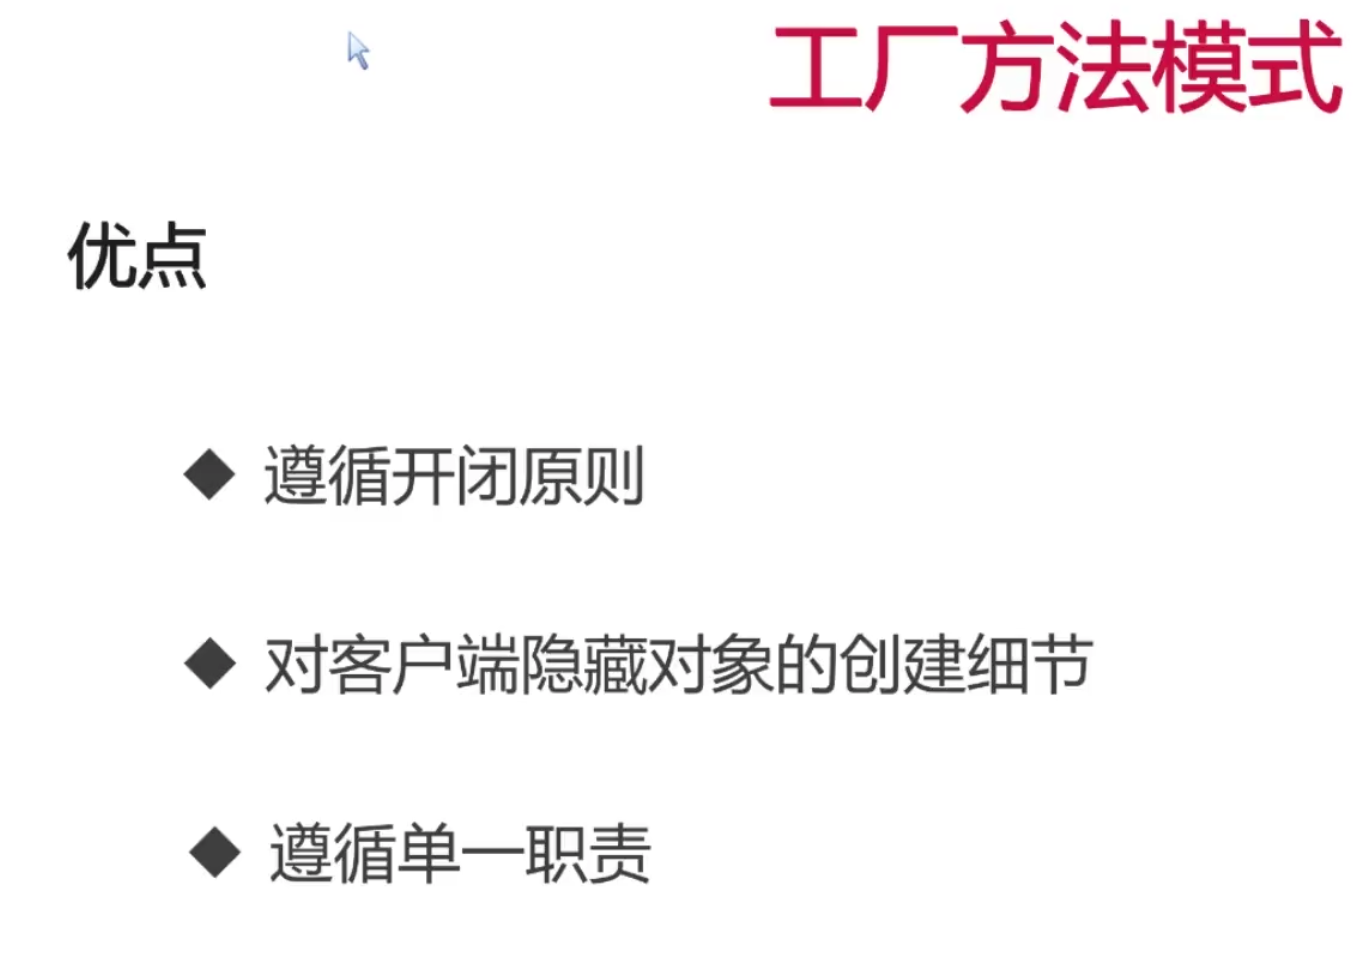 工厂方法模式
优点
◆ 遵循开闭原则
◆ 对客户端隐藏对象的创建细节
◆ 遵循单一职责